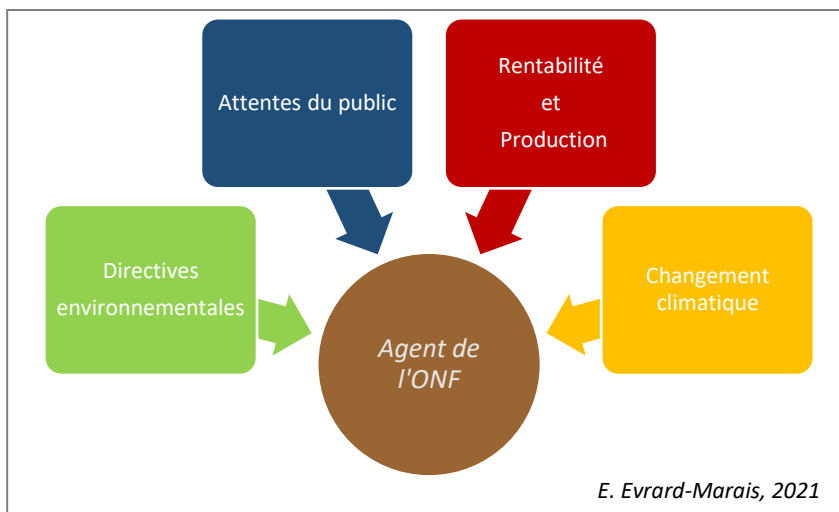 Attentes du public
Rentabilité
et
Production
Directives
environnementales
Changement
climatique
Agent de
l'ONF
E. Evrard-Marais, 2021